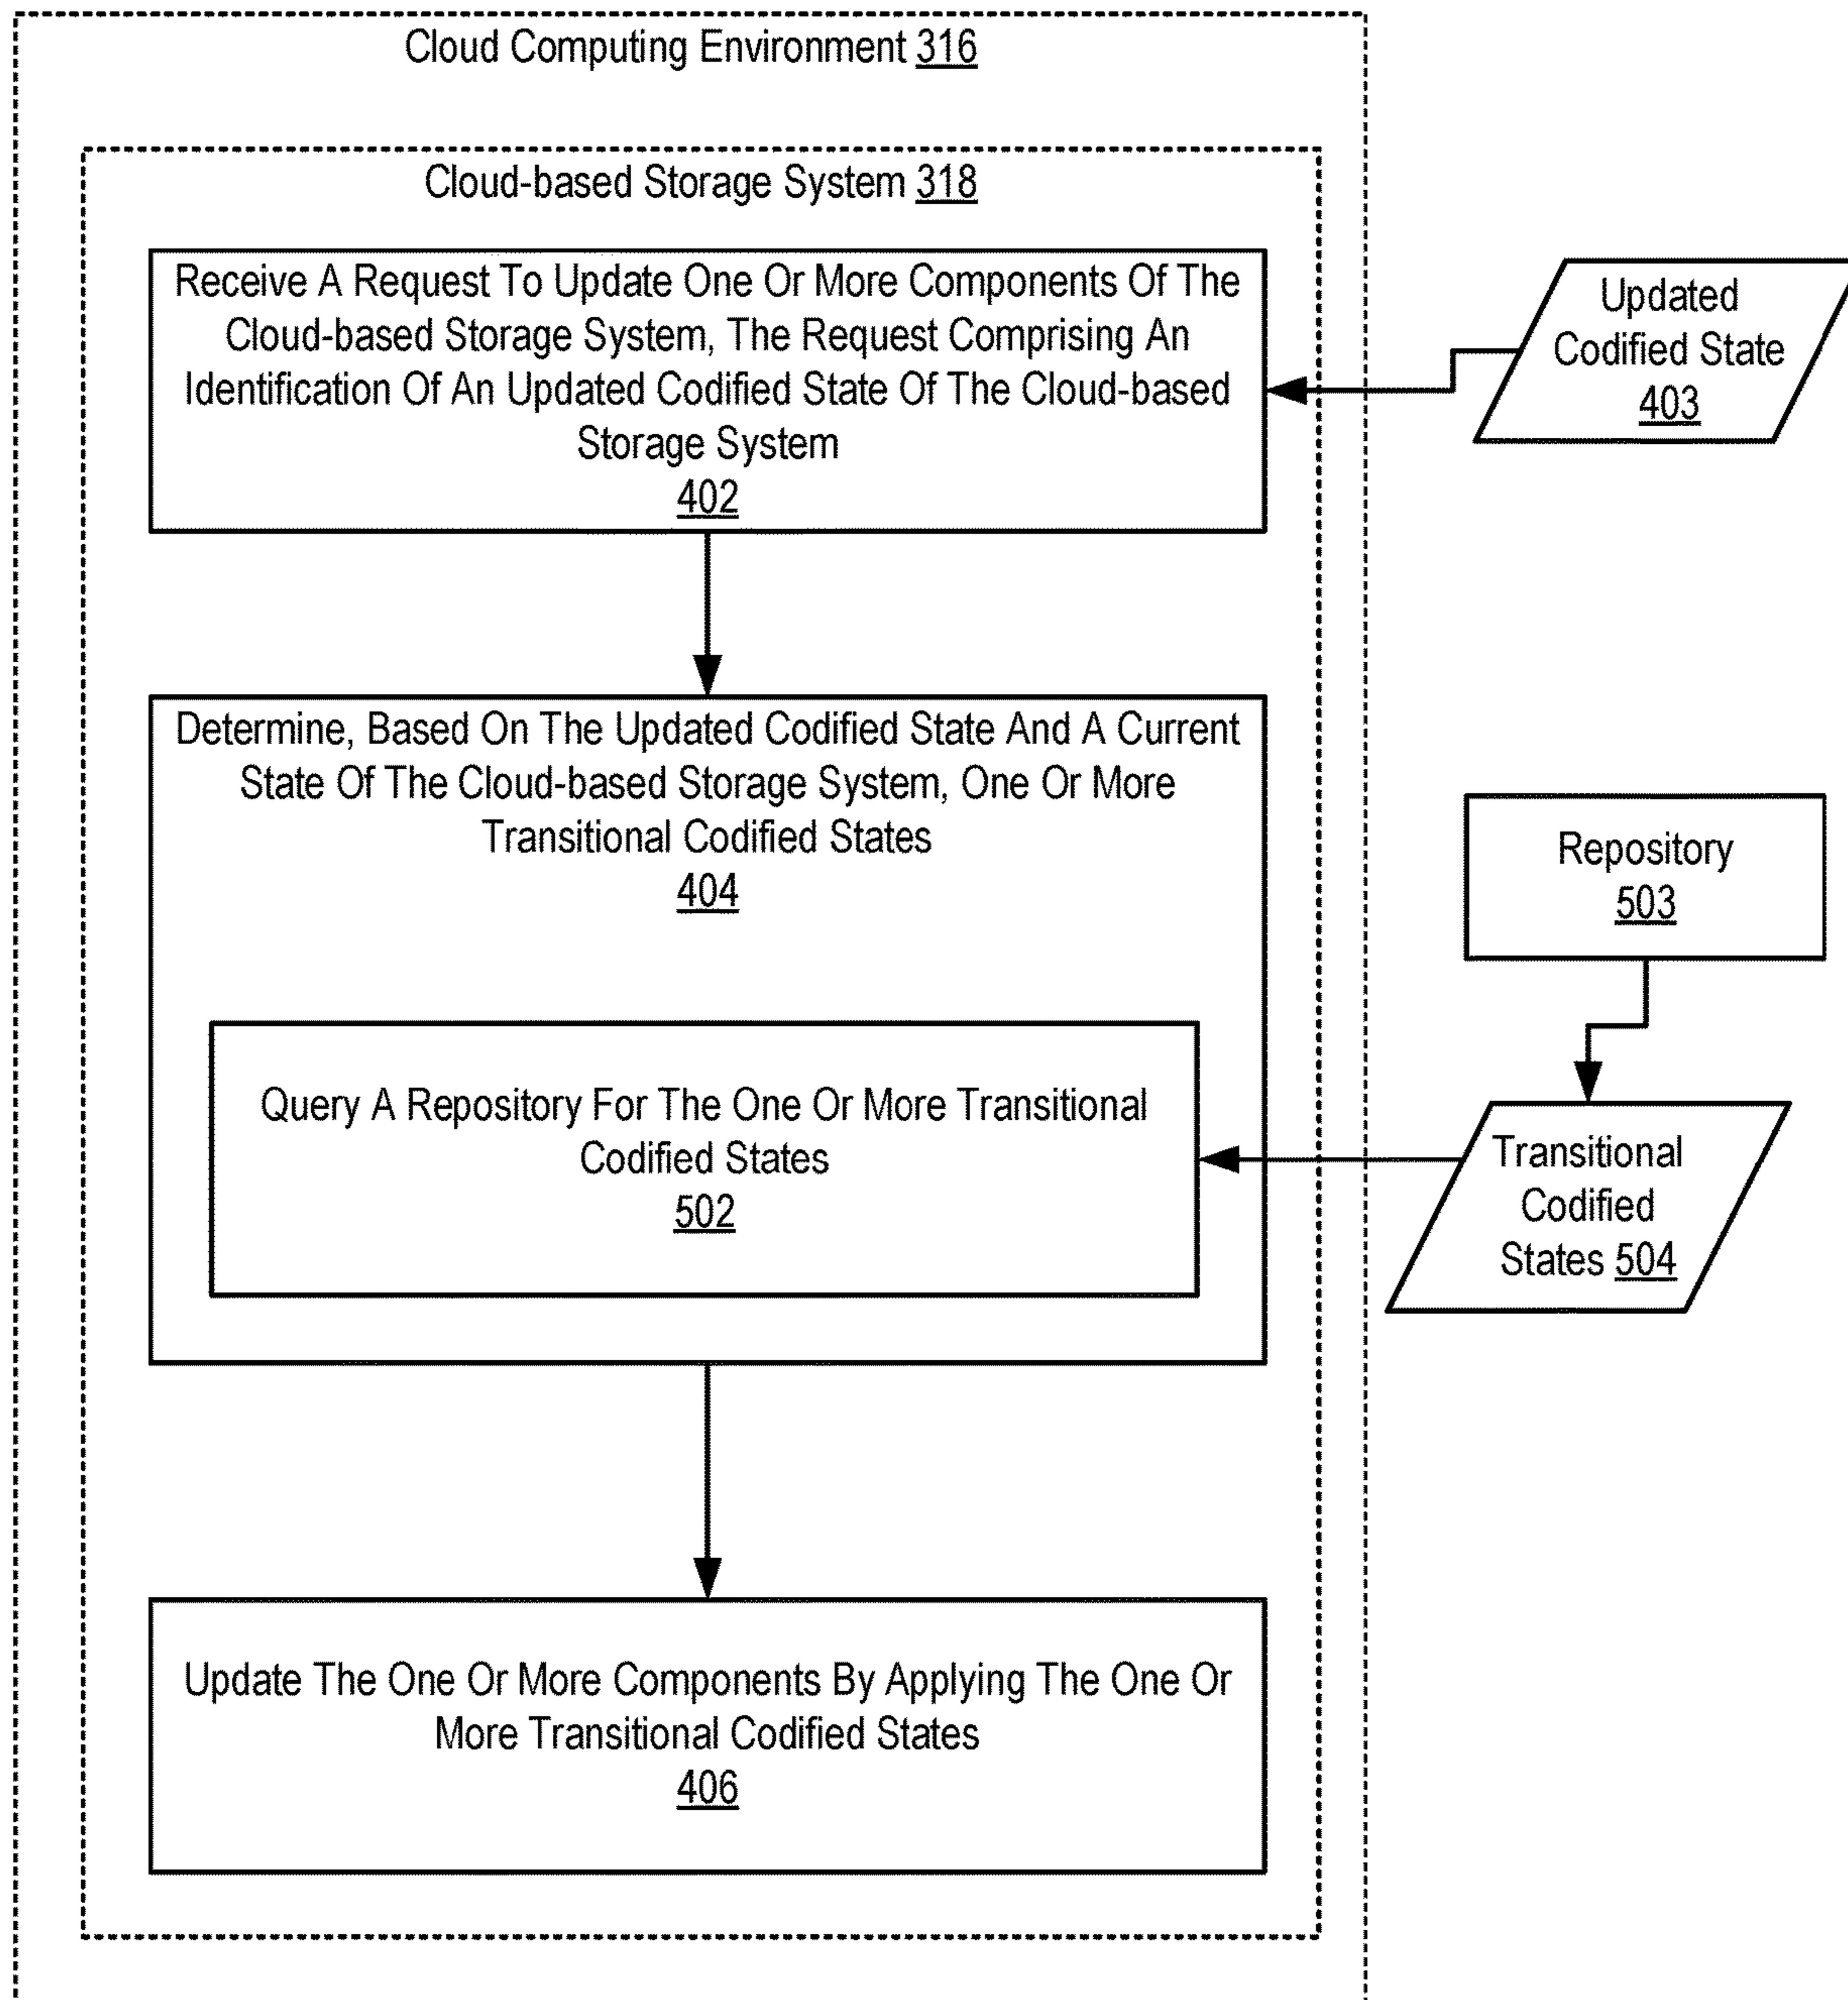 Cloud Computing Environment 316
Cloud-based Storage System 318
Receive A Request To Update One Or More Components Of The
Cloud-based Storage System, The Request Comprising An
Identification Of An Updated Codified State Of The Cloud-based
Storage System
402
Updated
Codified State
403
Determine, Based On The Updated Codified State And A Current
State Of The Cloud-based Storage System, One Or More
Transitional Codified States
404
Repository
503
Query A Repository For The One Or More Transitional
Codified States
502
Transitional
Codified
States 504
Update The One Or More Components By Applying The One Or
More Transitional Codified States
406